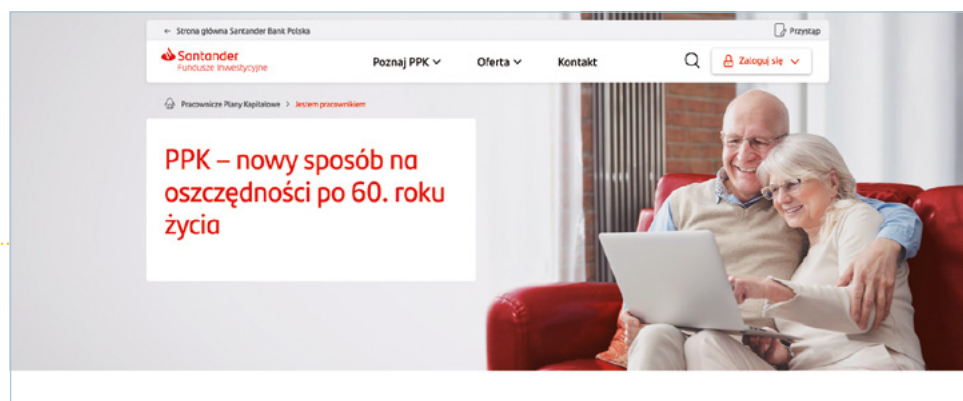 ← Strona główna Santander Bank Polska
Przystąp
Santander
Fundusze Inwestycyjne
Poznaj PPK
Oferta
Kontakt
Zaloguj się
Pracownicze Plany Kapitałowe > Jestem pracownikiem
PPK – nowy sposób na
oszczędności po 60. roku
życia